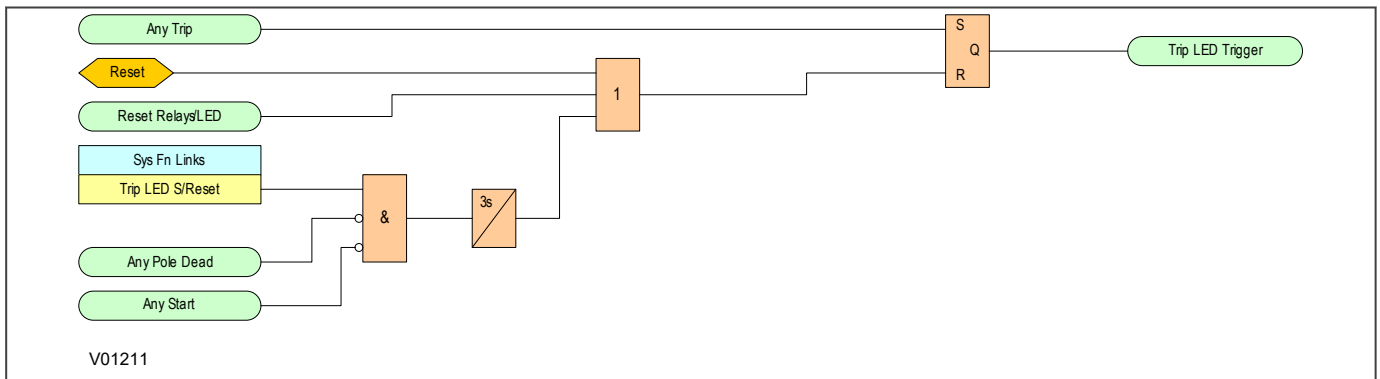 Any Trip
S
Q
R
Trip LED Trigger
Reset
1
Reset Relays/LED
Sys Fn Links
Trip LED S/Reset
&
3s
Any Pole Dead
Any Start
V01211